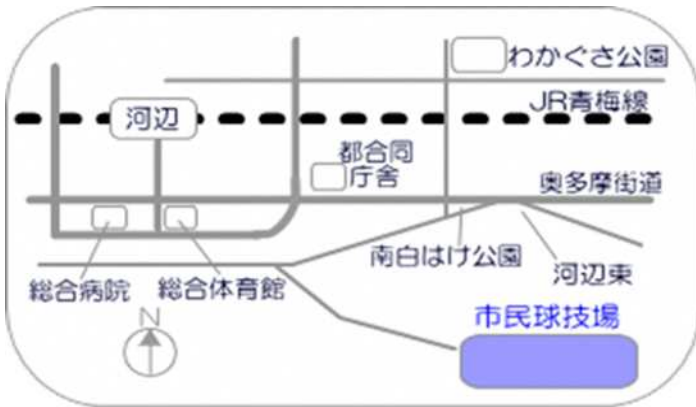 わかぐさ公園
JR青梅線
河辺
都合同
庁舎
奥多摩街道
南白はけ公園
河辺東
総合病院
総合体育館
市民球技場
N